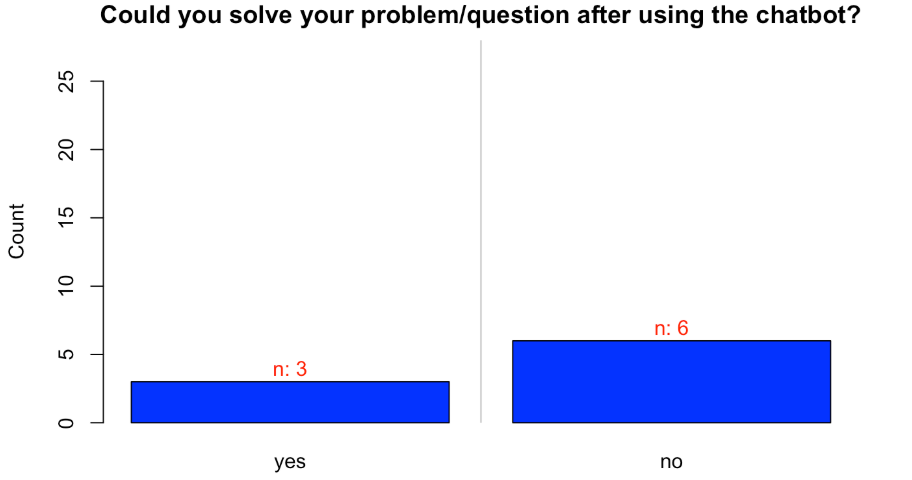 Could you solve your problem/question after using the chatbot?
Count
25
20
15
10
5
0
n: 3
n: 6
yes
no